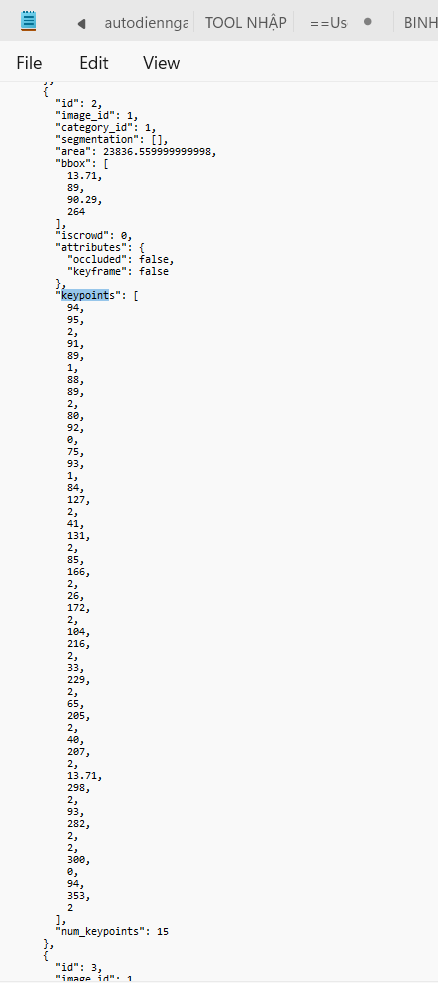 autodiennga
TOOL NHẬP
==Us
BINH
File
Edit
View
},
{
"id": 2,
"image_id": 1,
"category_id": 1,
"segmentation": [],
"area": 23836.559999999998,
"bbox": [
13.71,
89,
90.29,
264
],
"iscrowd": 0,
"attributes": {
"occluded": false,
"keyframe": false
},
"keypoints": [
94,
95,
2,
91,
89,
1,
88,
89,
2,
80,
92,
0,
75,
93,
1,
84,
127,
2,
41,
131,
2,
85,
166,
2,
26,
172,
2,
104,
216,
2,
33,
229,
2,
65,
205,
2,
40,
207,
2,
13.71,
298,
2,
93,
282,
2,
2,
300,
0,
94,
353,
2
],
"num_keypoints": 15
},
{
"id": 3,
"image_id": 1